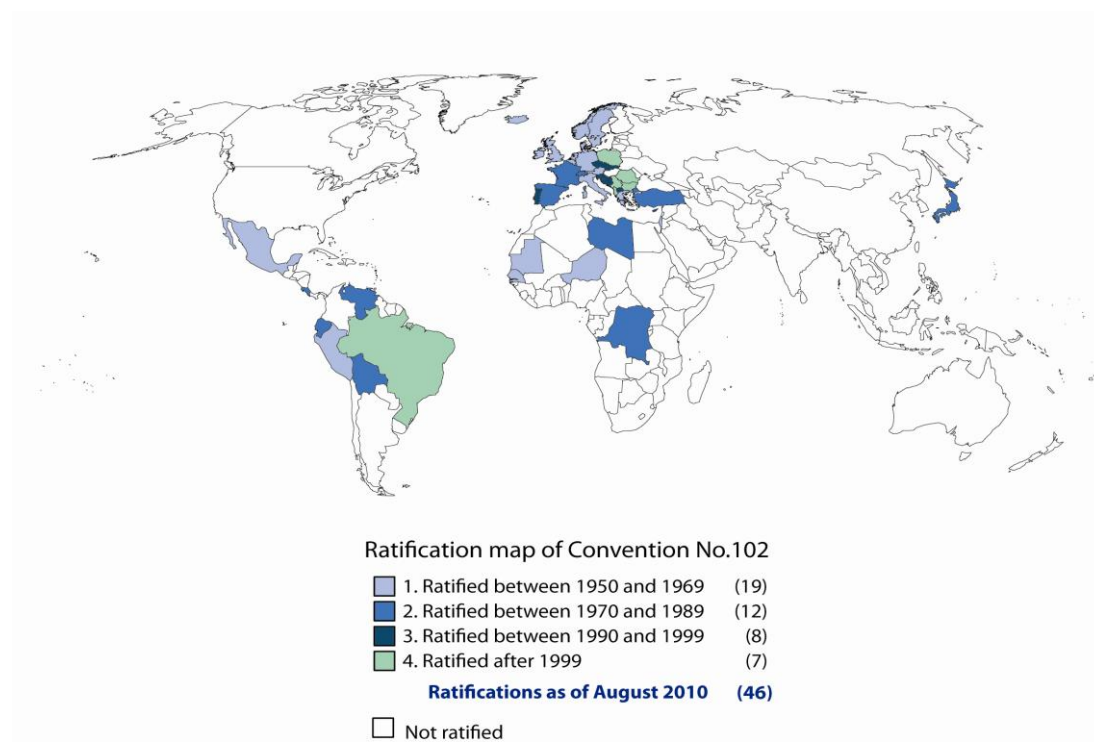 Ratification map of Convention No.102
1. Ratified between 1950 and 1969 (19)
2. Ratified between 1970 and 1989 (12)
3. Ratified between 1990 and 1999 (8)
4. Ratified after 1999 (7)
Ratifications as of August 2010 (46)
Not ratified